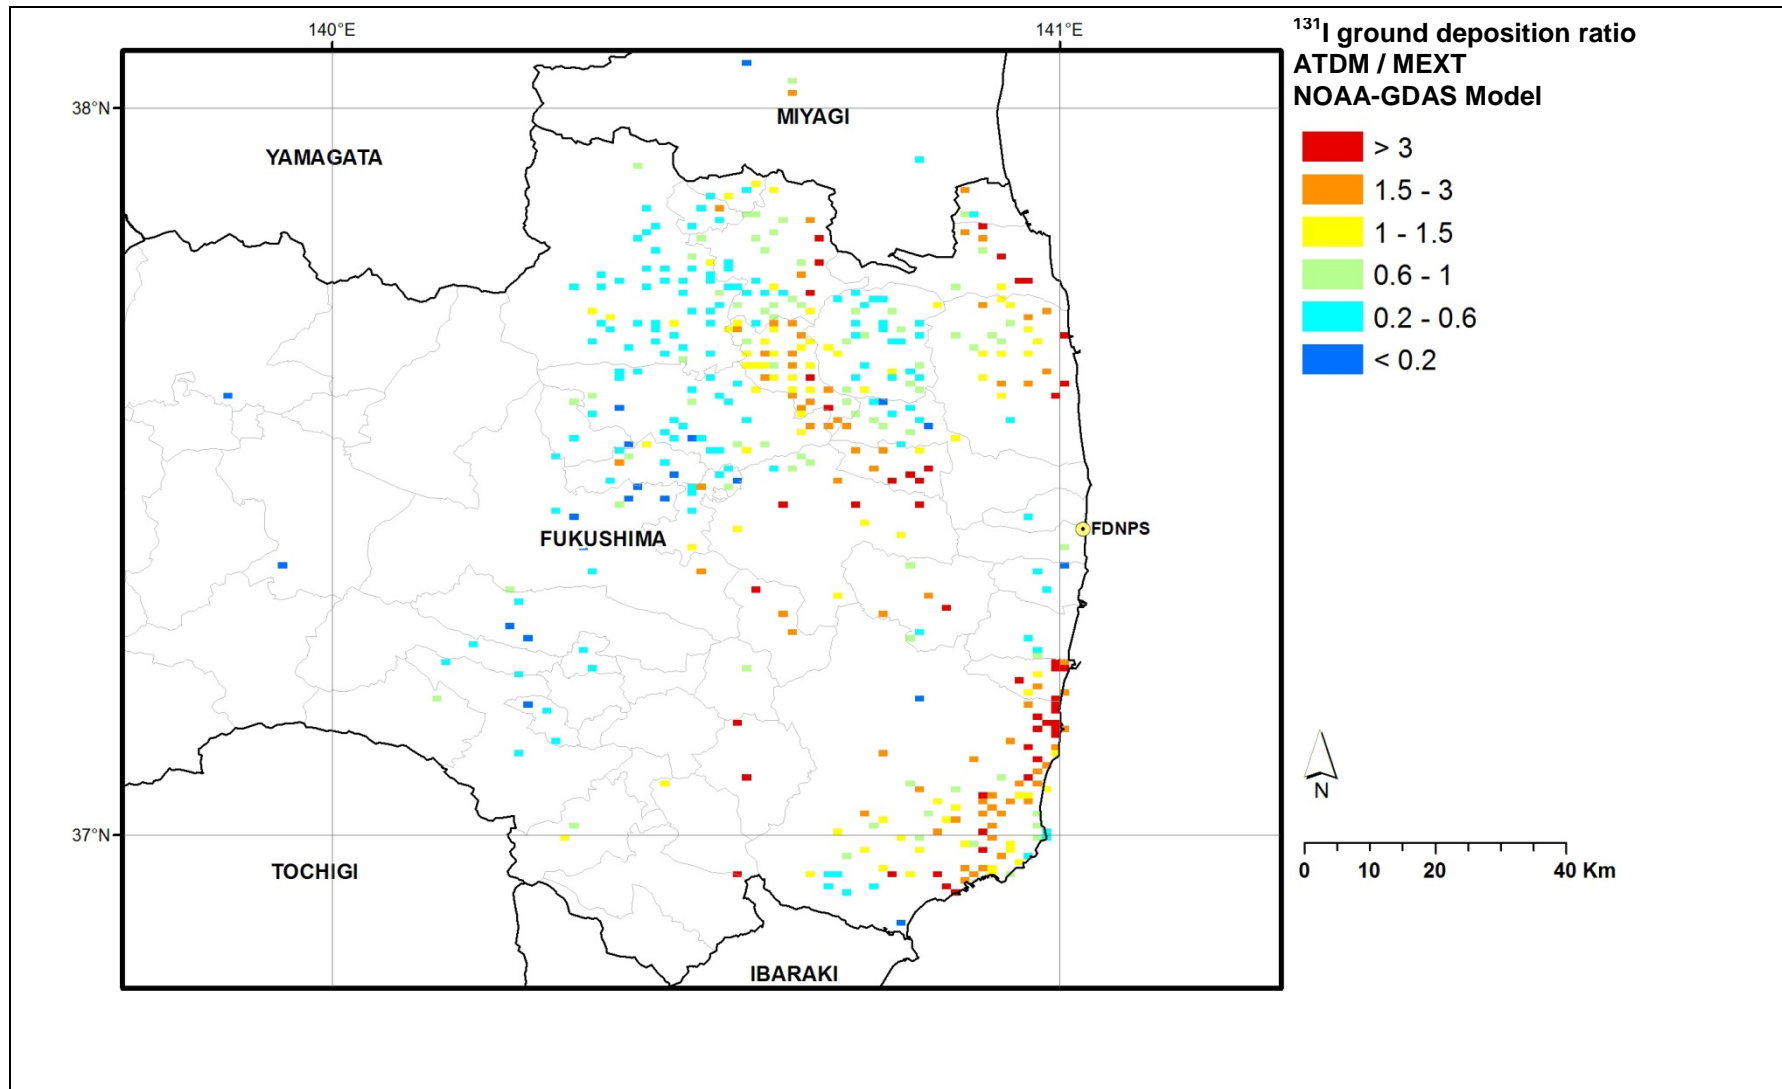 140°E
141°E
¹³¹I ground deposition ratio
ATDM / MEXT
NOAA-GDAS Model
38°N
MIYAGI
YAMAGATA
> 3
1.5 - 3
1 - 1.5
0.6 - 1
0.2 - 0.6
< 0.2
FUKUSHIMA
FDNPS
N
37°N
TOCHIGI
0 10 20 40 Km
IBARAKI